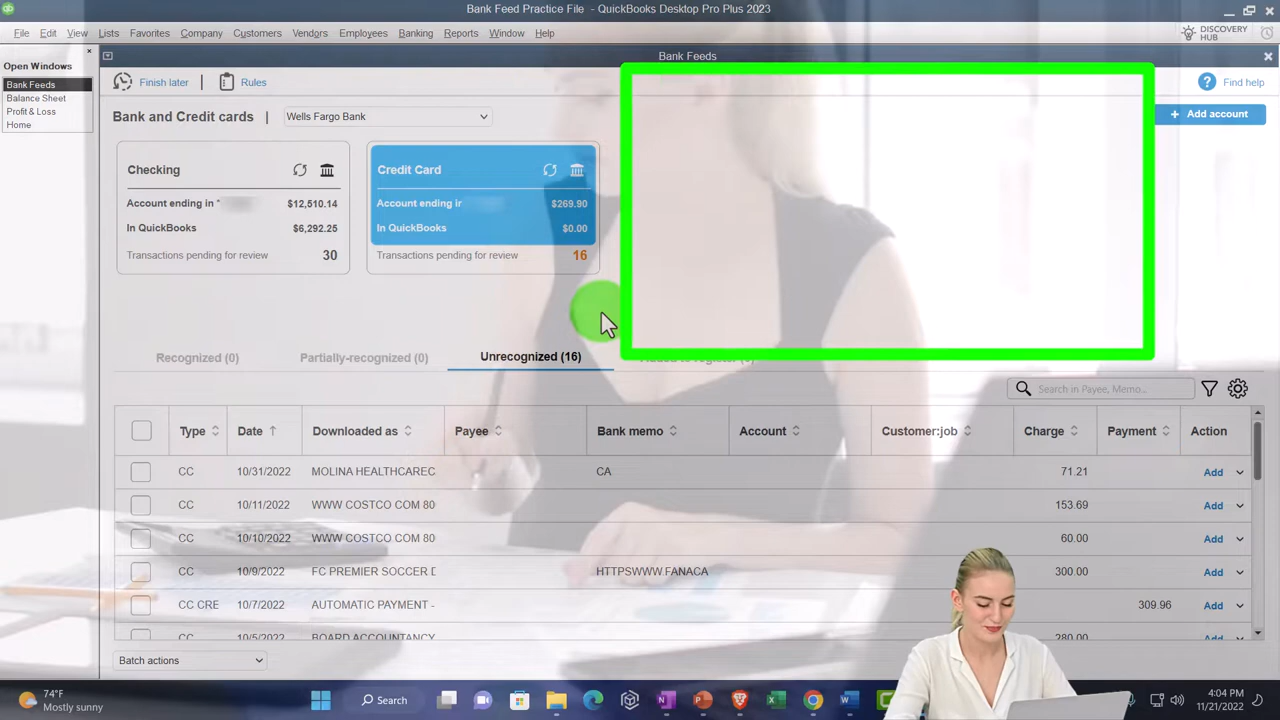 Bank Feed Practice File - QuickBooks Desktop Pro Plus 2023
File Edit View Lists Favorites Company Customers Vendors Employees Banking Reports Window Help
DISCOVERY
HUB
Open Windows
Bank Feeds
Balance Sheet
Profit & Loss
Home
Bank Feeds
Finish later | Rules
Find help
Bank and Credit cards | Wells Fargo Bank
+ Add account
Checking
Account ending in * $12,510.14
In QuickBooks $6,292.25
Transactions pending for review 30
Credit Card
Account ending in $269.90
In QuickBooks $0.00
Transactions pending for review 16
Recognized (0) Partially-recognized (0) Unrecognized (16)
Search in Payee, Memo...
Type Date Downloaded as Payee Bank memo Account Customer:job Charge Payment Action
CC 10/31/2022 MOLINA HEALTHCAREC CA 71.21 Add
CC 10/11/2022 WWW COSTCO COM 80 153.69 Add
CC 10/10/2022 WWW COSTCO COM 80 60.00 Add
CC 10/9/2022 FC PREMIER SOCCER D HTTPSWWW.FANACA 300.00 Add
CC CRE 10/7/2022 AUTOMATIC PAYMENT - 309.96 Add
CC 10/5/2022 BOARD ACCOUNTANCY 280.00 Add
Batch actions
74°F
Mostly sunny
Search
4:04 PM
11/21/2022